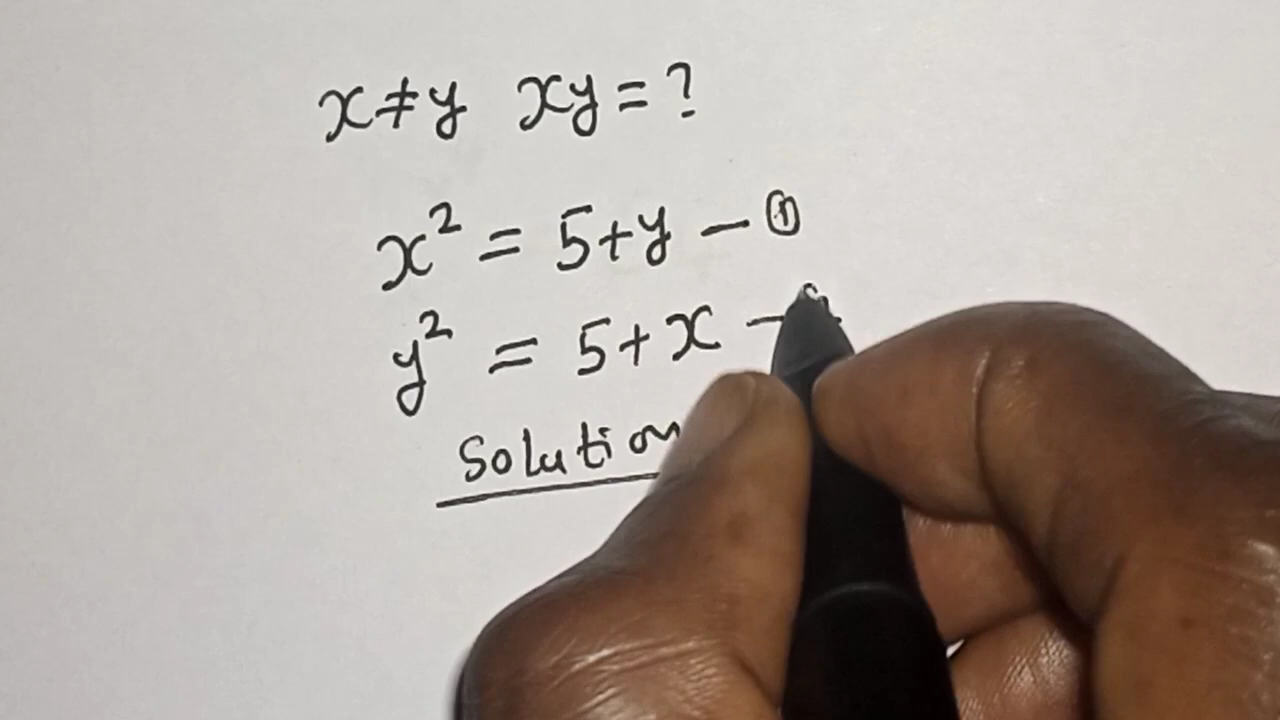 x≠y xy=?
x² = 5+y – ①
y² = 5+x –
Solution